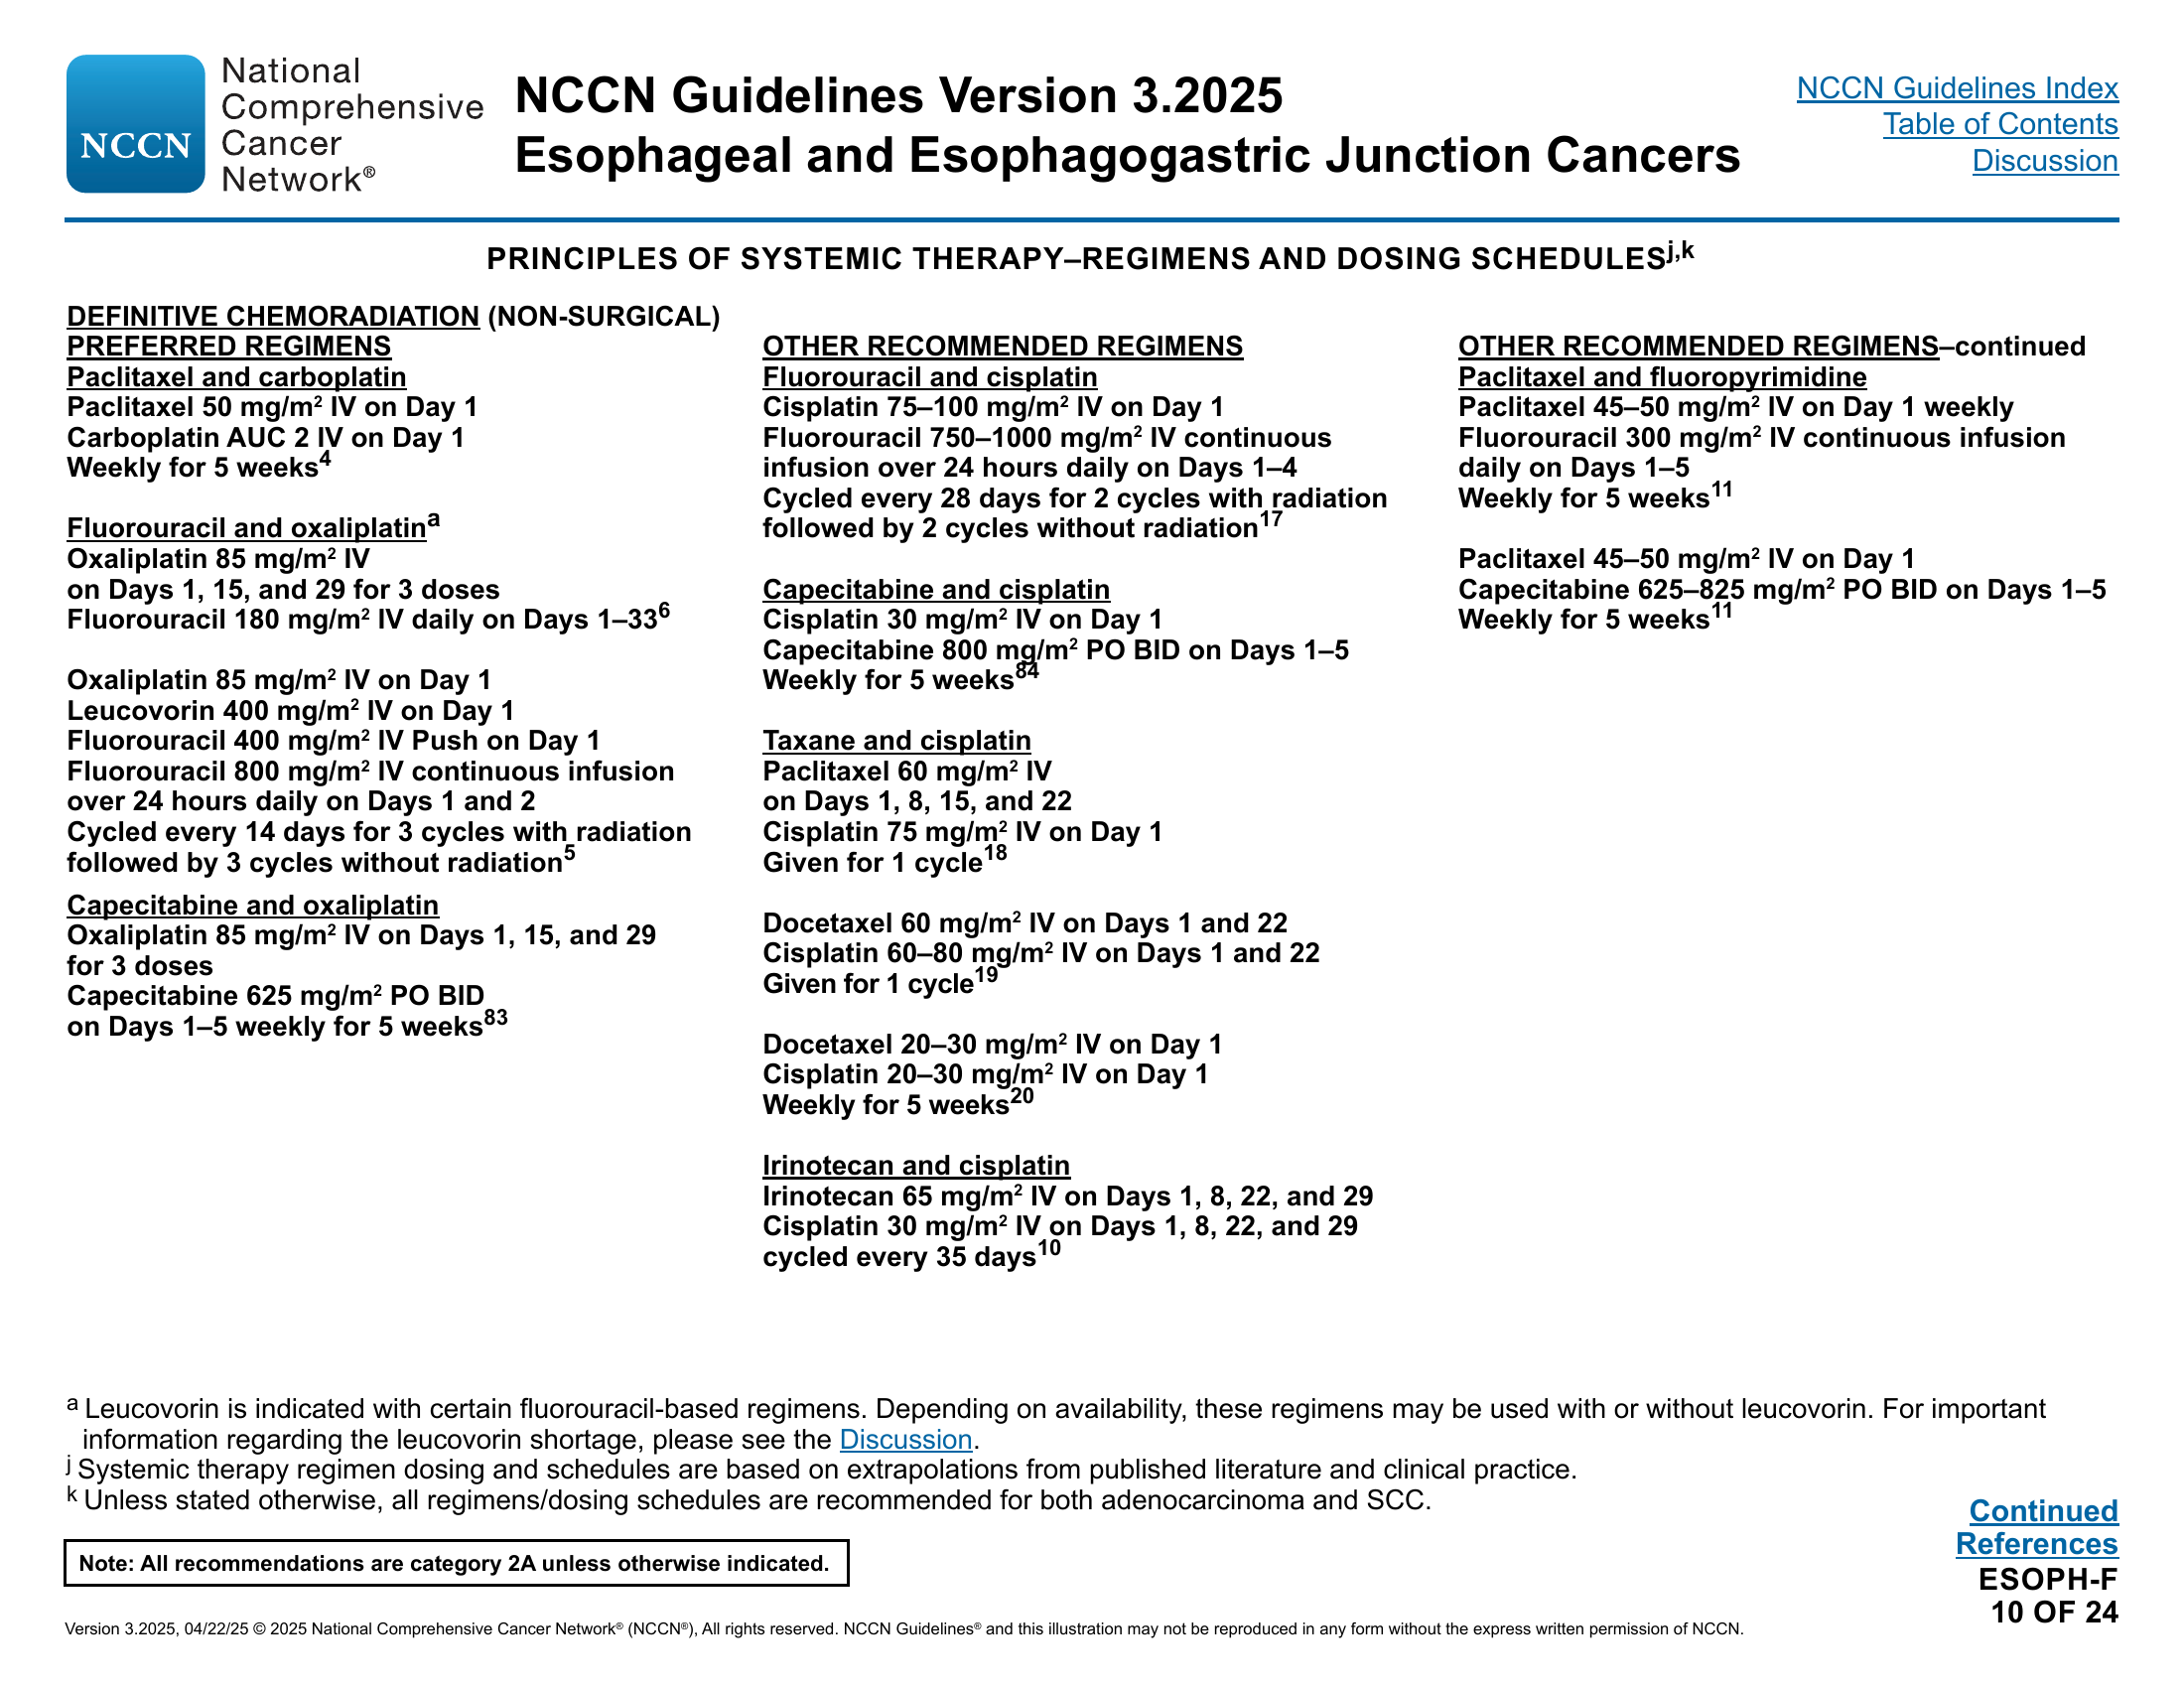 National
Comprehensive
Cancer
Network®
NCCN
NCCN Guidelines Version 3.2025
Esophageal and Esophagogastric Junction Cancers
NCCN Guidelines Index
Table of Contents
Discussion
PRINCIPLES OF SYSTEMIC THERAPY–REGIMENS AND DOSING SCHEDULESj,k
DEFINITIVE CHEMORADIATION (NON-SURGICAL)
PREFERRED REGIMENS
Paclitaxel and carboplatin
Paclitaxel 50 mg/m² IV on Day 1
Carboplatin AUC 2 IV on Day 1
Weekly for 5 weeks4
Fluorouracil and oxaliplatina
Oxaliplatin 85 mg/m² IV
on Days 1, 15, and 29 for 3 doses
Fluorouracil 180 mg/m² IV daily on Days 1–336
Oxaliplatin 85 mg/m² IV on Day 1
Leucovorin 400 mg/m² IV on Day 1
Fluorouracil 400 mg/m² IV Push on Day 1
Fluorouracil 800 mg/m² IV continuous infusion
over 24 hours daily on Days 1 and 2
Cycled every 14 days for 3 cycles with radiation
followed by 3 cycles without radiation5
Capecitabine and oxaliplatin
Oxaliplatin 85 mg/m² IV on Days 1, 15, and 29
for 3 doses
Capecitabine 625 mg/m² PO BID
on Days 1–5 weekly for 5 weeks83
OTHER RECOMMENDED REGIMENS
Fluorouracil and cisplatin
Cisplatin 75–100 mg/m² IV on Day 1
Fluorouracil 750–1000 mg/m² IV continuous
infusion over 24 hours daily on Days 1–4
Cycled every 28 days for 2 cycles with radiation
followed by 2 cycles without radiation17
Capecitabine and cisplatin
Cisplatin 30 mg/m² IV on Day 1
Capecitabine 800 mg/m² PO BID on Days 1–5
Weekly for 5 weeks84
Taxane and cisplatin
Paclitaxel 60 mg/m² IV
on Days 1, 8, 15, and 22
Cisplatin 75 mg/m² IV on Day 1
Given for 1 cycle18
Docetaxel 60 mg/m² IV on Days 1 and 22
Cisplatin 60–80 mg/m² IV on Days 1 and 22
Given for 1 cycle19
Docetaxel 20–30 mg/m² IV on Day 1
Cisplatin 20–30 mg/m² IV on Day 1
Weekly for 5 weeks20
Irinotecan and cisplatin
Irinotecan 65 mg/m² IV on Days 1, 8, 22, and 29
Cisplatin 30 mg/m² IV on Days 1, 8, 22, and 29
cycled every 35 days10
OTHER RECOMMENDED REGIMENS–continued
Paclitaxel and fluoropyrimidine
Paclitaxel 45–50 mg/m² IV on Day 1 weekly
Fluorouracil 300 mg/m² IV continuous infusion
daily on Days 1–5
Weekly for 5 weeks11
Paclitaxel 45–50 mg/m² IV on Day 1
Capecitabine 625–825 mg/m² PO BID on Days 1–5
Weekly for 5 weeks11
a Leucovorin is indicated with certain fluorouracil-based regimens. Depending on availability, these regimens may be used with or without leucovorin. For important
information regarding the leucovorin shortage, please see the Discussion.
j Systemic therapy regimen dosing and schedules are based on extrapolations from published literature and clinical practice.
k Unless stated otherwise, all regimens/dosing schedules are recommended for both adenocarcinoma and SCC.
Note: All recommendations are category 2A unless otherwise indicated.
Continued
References
ESOPH-F
10 OF 24
Version 3.2025, 04/22/25 © 2025 National Comprehensive Cancer Network® (NCCN®), All rights reserved. NCCN Guidelines® and this illustration may not be reproduced in any form without the express written permission of NCCN.